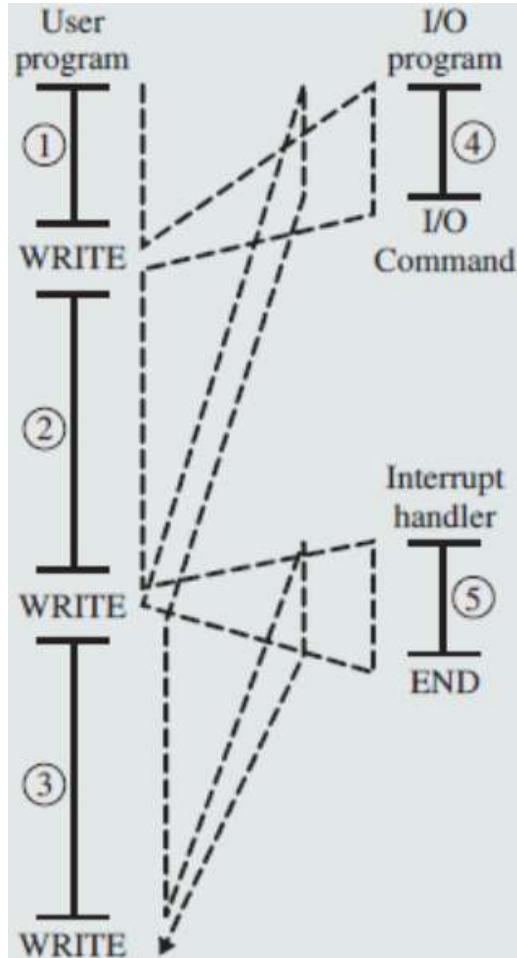 User
program
1
WRITE
2
WRITE
3
WRITE
I/O
program
4
I/O
Command
Interrupt
handler
5
END